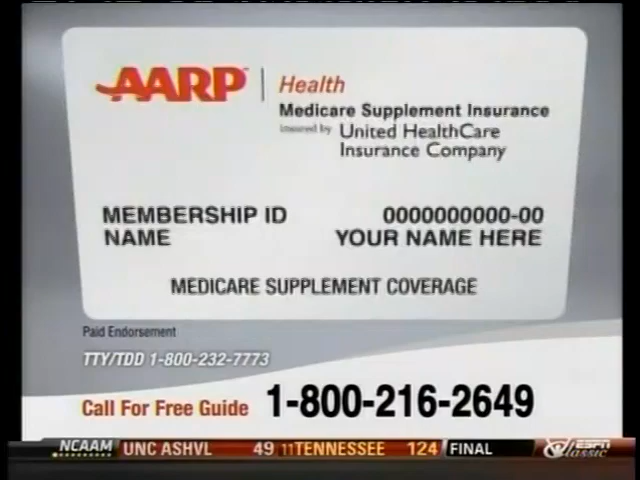 AARP Health
Medicare Supplement Insurance
insured by United HealthCare
Insurance Company
MEMBERSHIP ID 0000000000-00
NAME YOUR NAME HERE
MEDICARE SUPPLEMENT COVERAGE
Paid Endorsement
TTY/TDD 1-800-232-7773
Call For Free Guide 1-800-216-2649
NCAAM UNC ASHVL 49 11 TENNESSEE 124 FINAL ESPN Classic